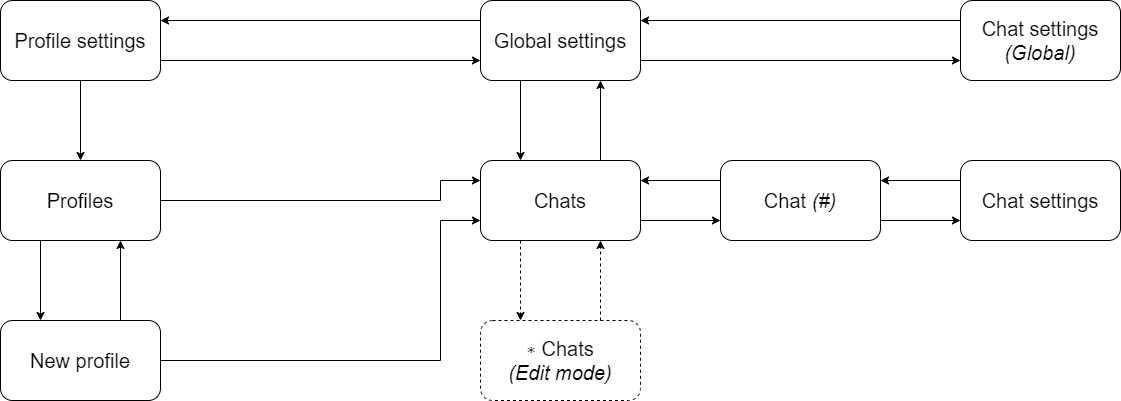 Profile settings
Global settings
Chat settings
(Global)
Profiles
Chats
Chat (#)
Chat settings
New profile
* Chats
(Edit mode)